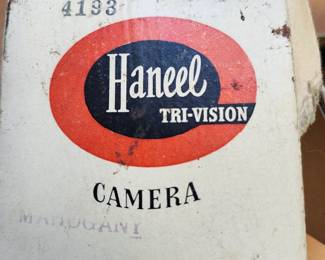 4193
Haneel
TRI-VISION
CAMERA
MAHOGANY